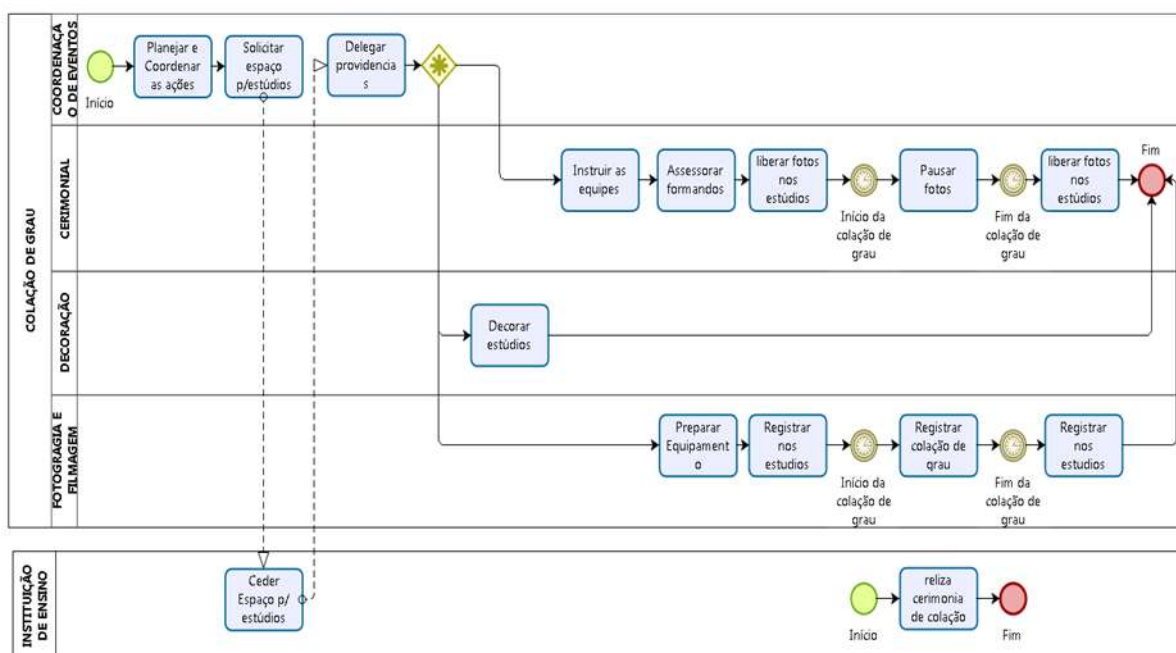 COLAÇÃO DE GRAU
COORDENAÇÃ
O DE EVENTOS
Início
Planejar e
Coordenar
as ações
Solicitar
espaço
p/estúdios
Delegar
providencia
s
CERIMONIAL
Instruir as
equipes
Assessorar
formandos
liberar fotos
nos
estúdios
Início da
colação de
grau
Pausar
fotos
Fim da
colação de
grau
liberar fotos
nos
estúdios
Fim
DECORAÇÃO
Decorar
estúdios
FOTOGRAGIA E
FILMAGEM
Preparar
Equipament
o
Registrar
nos
estudios
Início da
colação de
grau
Registrar
colação de
grau
Fim da
colação de
grau
Registrar
nos
estudios
INSTITUIÇÃO
DE ENSINO
Ceder
Espaço p/
estúdios
Início
reliza
cerimonia
de colação
Fim